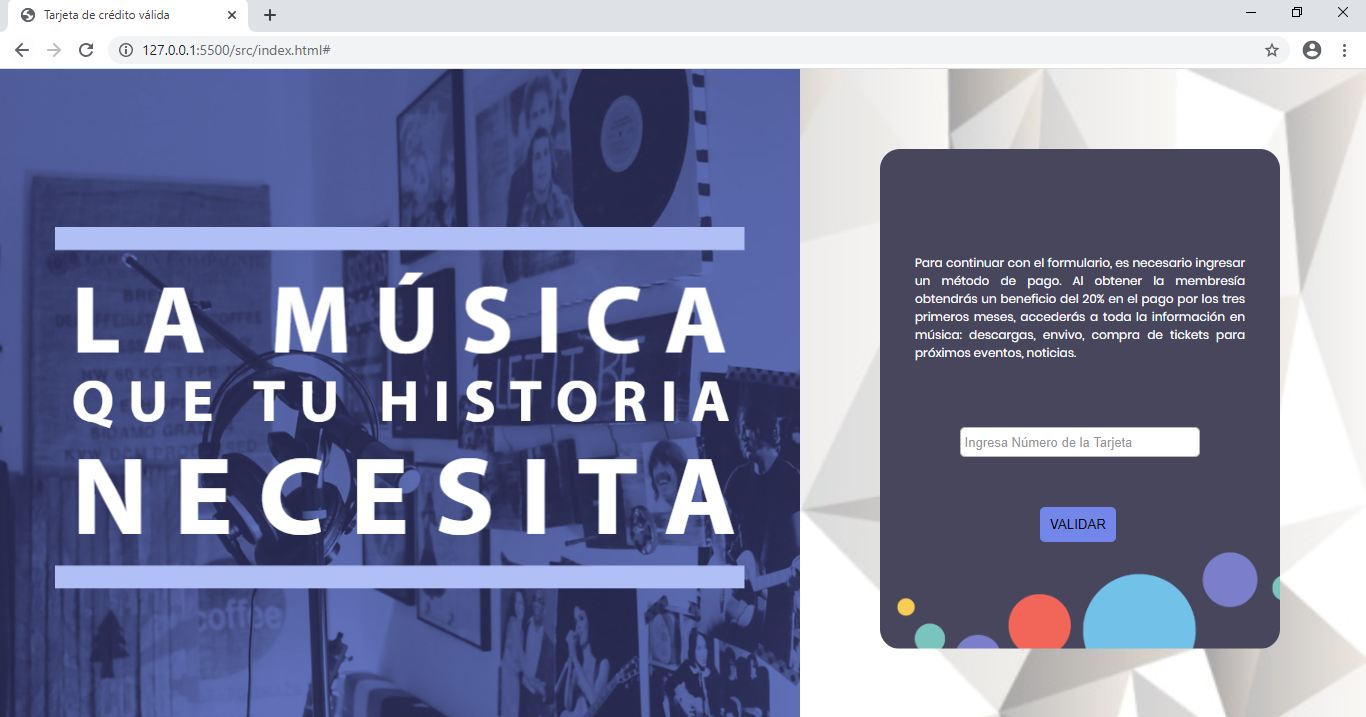 Tarjeta de crédito válida
127.0.0.1:5500/src/index.html#
LA MÚSICA
QUE TU HISTORIA
NECESITA
coffee
Para continuar con el formulario, es necesario ingresar
un método de pago. Al obtener la membresía
obtendrás un beneficio del 20% en el pago por los tres
primeros meses, accederás a toda la información en
música: descargas, envivo, compra de tickets para
próximos eventos, noticias.
Ingresa Número de la Tarjeta
VALIDAR